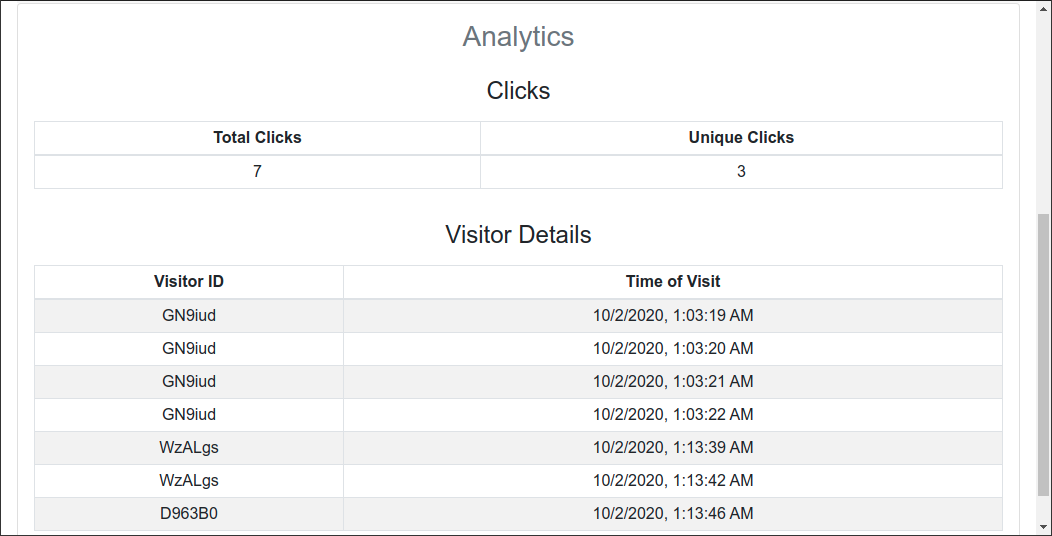 Analytics
Clicks
Total Clicks Unique Clicks
7 3
Visitor Details
Visitor ID Time of Visit
GN9iud 10/2/2020, 1:03:19 AM
GN9iud 10/2/2020, 1:03:20 AM
GN9iud 10/2/2020, 1:03:21 AM
GN9iud 10/2/2020, 1:03:22 AM
WzALgs 10/2/2020, 1:13:39 AM
WzALgs 10/2/2020, 1:13:42 AM
D963B0 10/2/2020, 1:13:46 AM